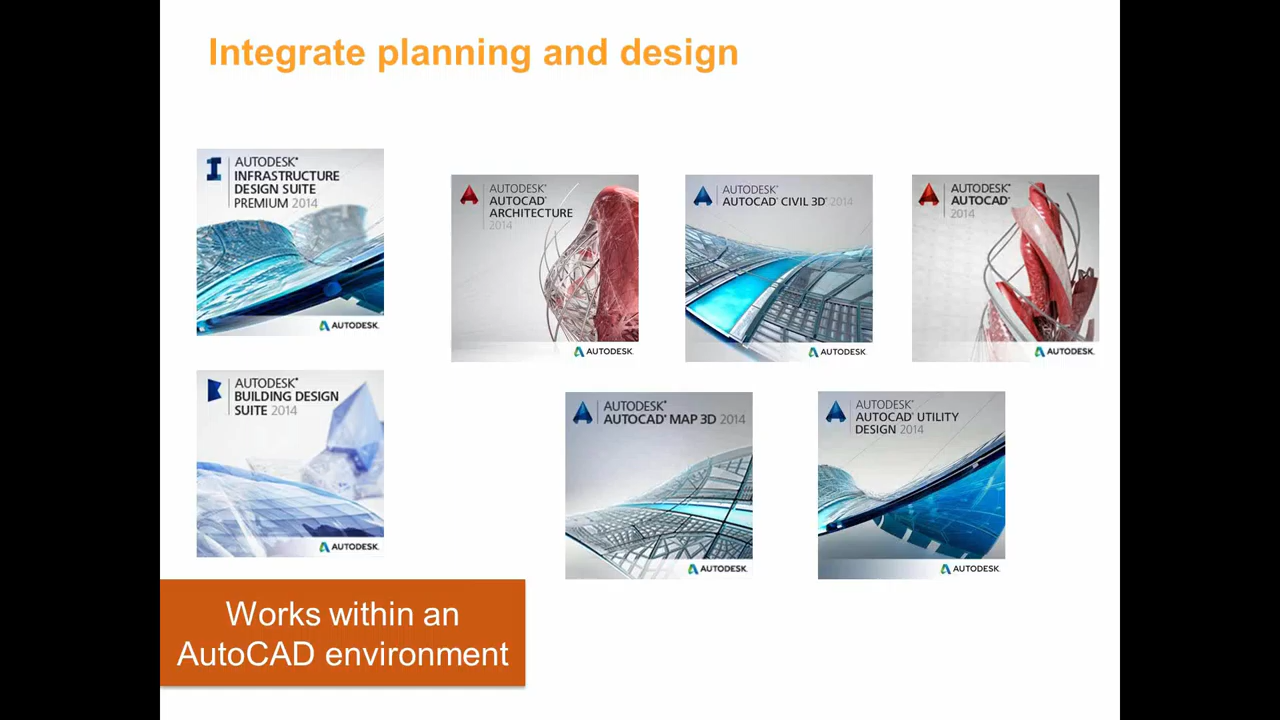 Integrate planning and design
AUTODESK®
INFRASTRUCTURE
DESIGN SUITE
PREMIUM 2014
AUTODESK.
AUTODESK®
AUTOCAD®
ARCHITECTURE
2014
AUTODESK.
AUTODESK®
AUTOCAD® CIVIL 3D® 2014
AUTODESK.
AUTODESK®
AUTOCAD®
2014
AUTODESK.
AUTODESK®
BUILDING DESIGN
SUITE 2014
AUTODESK.
AUTODESK®
AUTOCAD® MAP 3D 2014
AUTODESK.
AUTODESK®
AUTOCAD® UTILITY
DESIGN 2014
AUTODESK.
Works within an
AutoCAD environment